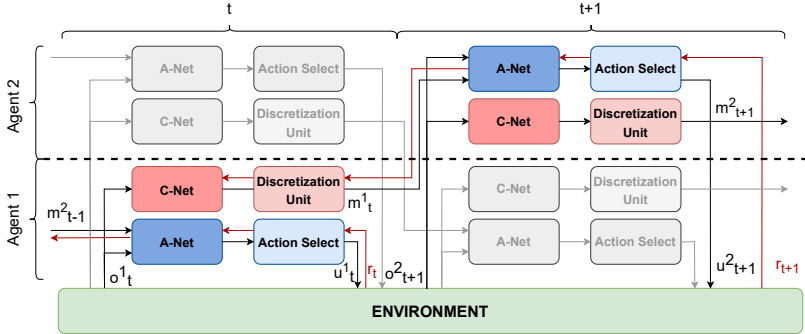 t
t+1
Agent 2
A-Net
Action Select
A-Net
Action Select
C-Net
Discretization
Unit
C-Net
Discretization
Unit
m²t+1
Agent 1
C-Net
Discretization
Unit
m¹t
C-Net
Discretization
Unit
m²t-1
A-Net
Action Select
A-Net
Action Select
o¹t
u¹t
rt
o²t+1
u²t+1
rt+1
ENVIRONMENT